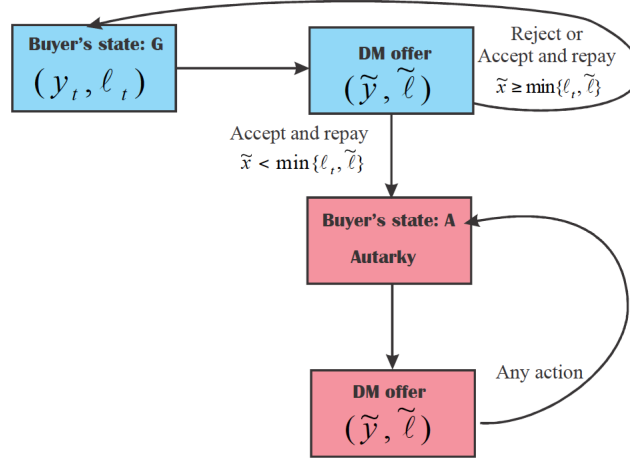 Buyer's state: G
(y_t, ℓ_t)
DM offer
(ỹ, ℓ̃)
Reject or
Accept and repay
x̃ ≥ min{ℓ_t, ℓ̃}
Accept and repay
x̃ < min{ℓ_t, ℓ̃}
Buyer's state: A
Autarky
Any action
DM offer
(ỹ, ℓ̃)